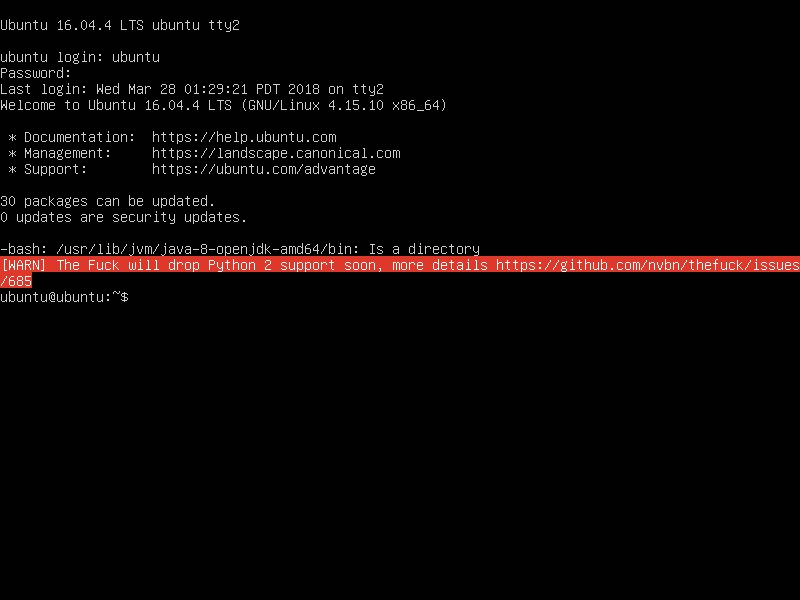 Ubuntu 16.04.4 LTS ubuntu tty2
ubuntu login: ubuntu
Password:
Last login: Wed Mar 28 01:29:21 PDT 2018 on tty2
Welcome to Ubuntu 16.04.4 LTS (GNU/Linux 4.15.10 x86_64)
* Documentation:  https://help.ubuntu.com
* Management:     https://landscape.canonical.com
* Support:        https://ubuntu.com/advantage
30 packages can be updated.
0 updates are security updates.
-bash: /usr/lib/jvm/java-8-openjdk-amd64/bin: Is a directory
[WARN] The Fuck will drop Python 2 support soon, more details https://github.com/nvbn/thefuck/issues
/685
ubuntu@ubuntu:~$